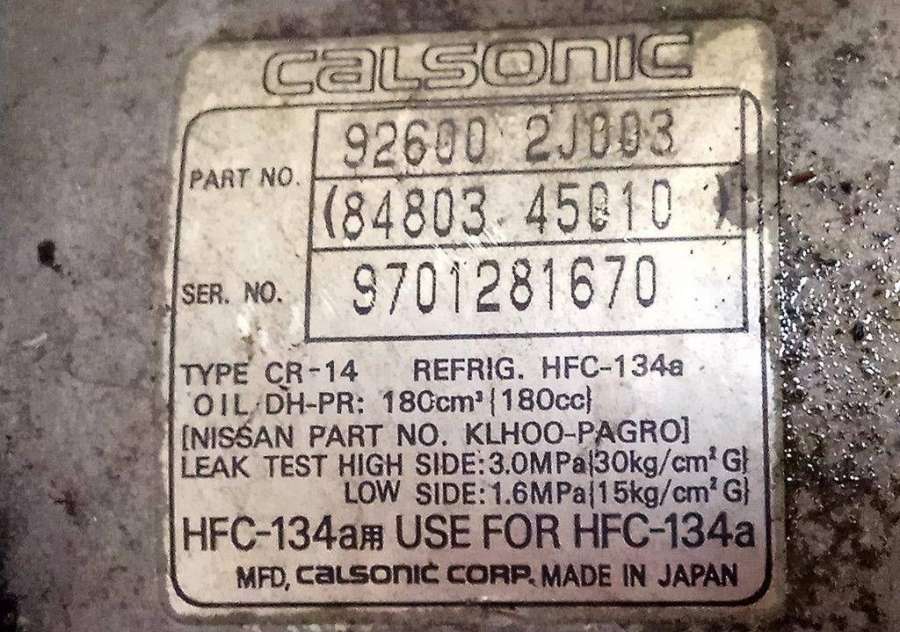 CALSONIC
PART NO. 92600 2J003
(84803 45010 )
SER. NO. 9701281670
TYPE CR-14 REFRIG. HFC-134a
OIL DH-PR: 180cm³{180cc}
[NISSAN PART NO. KLHOO-PAGRO]
LEAK TEST HIGH SIDE:3.0MPa{30kg/cm²G}
LOW SIDE:1.6MPa{15kg/cm²G}
HFC-134a用 USE FOR HFC-134a
MFD, CALSONIC CORP. MADE IN JAPAN